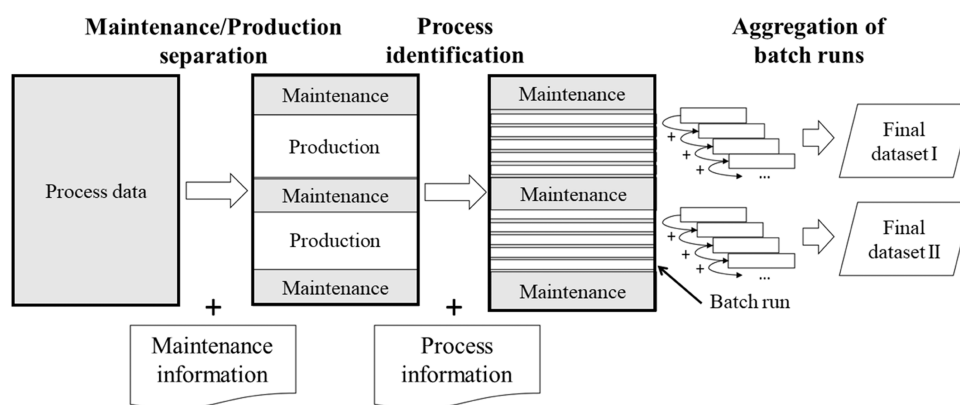 Maintenance/Production
separation
Process
identification
Aggregation of
batch runs
Process data
Maintenance
Production
Maintenance
Production
Maintenance
Maintenance
Maintenance
Maintenance
+
+
+
...
+
+
+
...
Final
dataset I
Final
dataset II
Batch run
+
Maintenance
information
+
Process
information